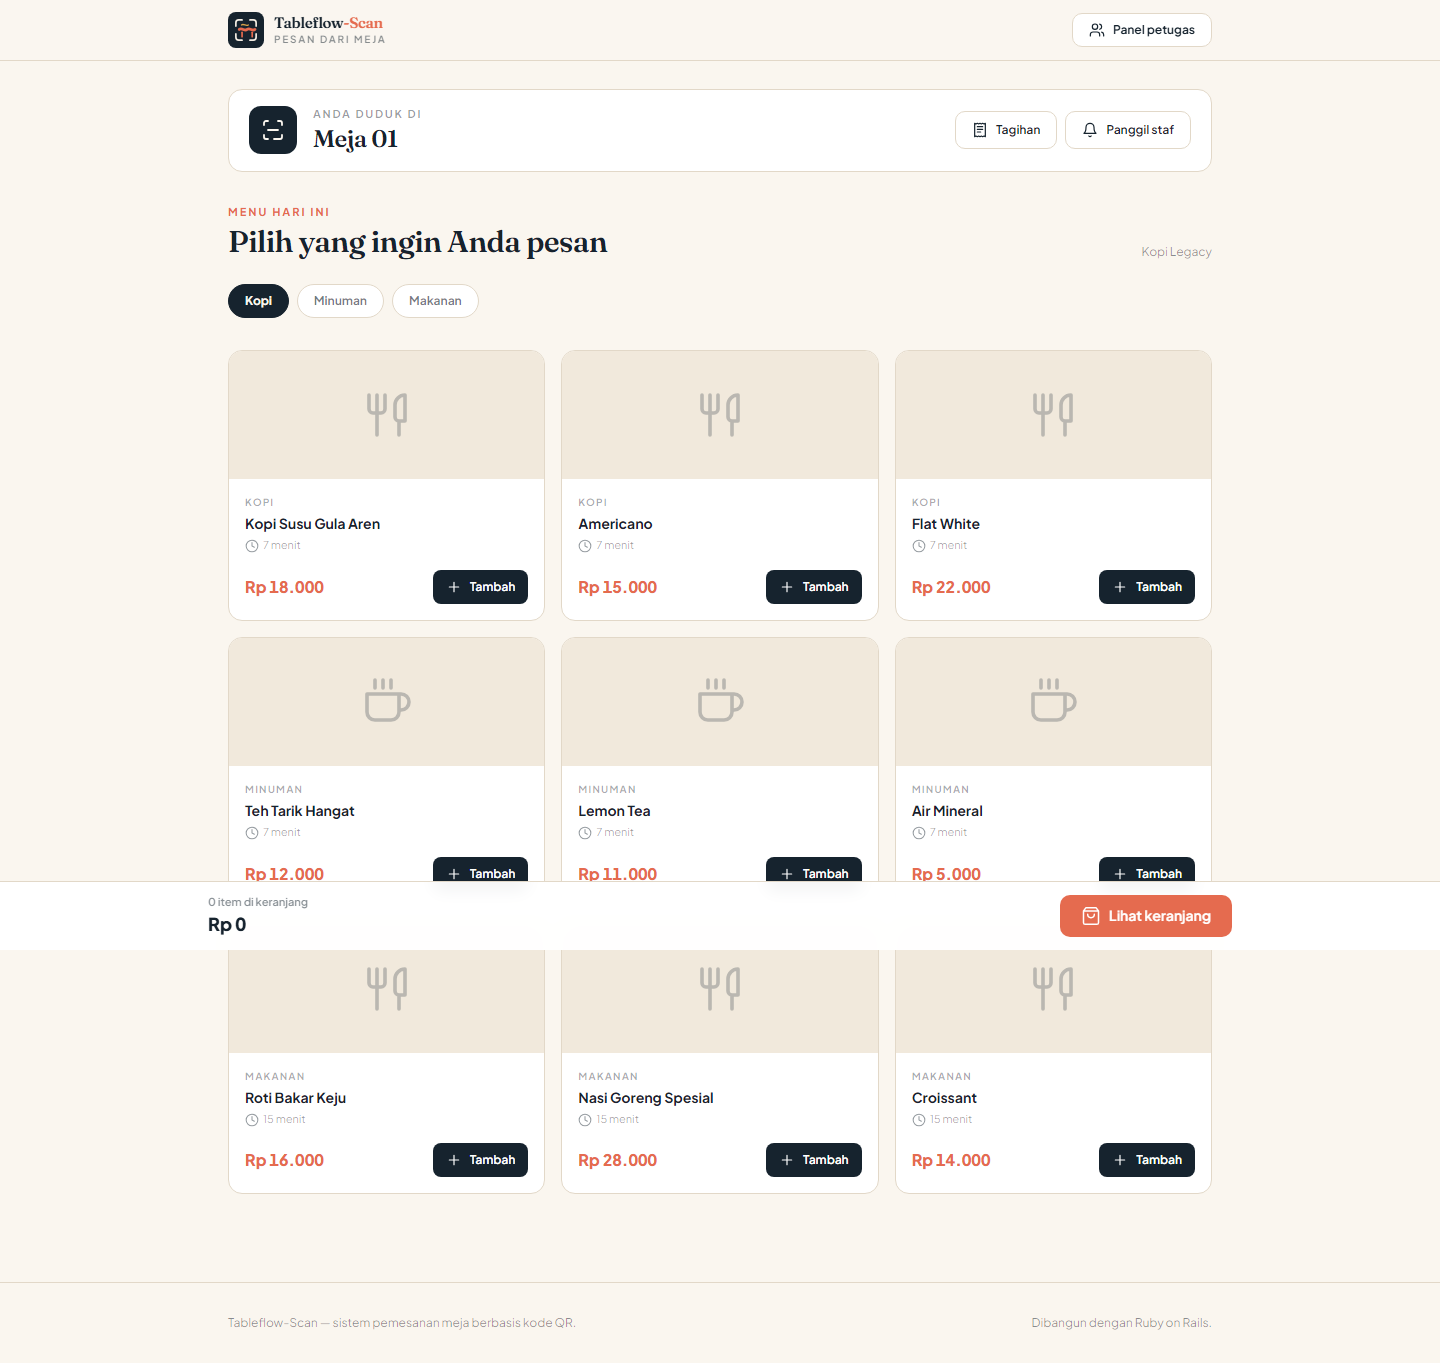 Tableflow-Scan
PESAN DARI MEJA
Panel petugas
ANDA DUDUK DI
Meja 01
Tagihan
Panggil staf
MENU HARI INI
Pilih yang ingin Anda pesan
Kopi Legacy
Kopi
Minuman
Makanan
KOPI
Kopi Susu Gula Aren
7 menit
Rp 18.000
Tambah
KOPI
Americano
7 menit
Rp 15.000
Tambah
KOPI
Flat White
7 menit
Rp 22.000
Tambah
MINUMAN
Teh Tarik Hangat
7 menit
Rp 12.000
Tambah
MINUMAN
Lemon Tea
7 menit
Rp 11.000
Tambah
MINUMAN
Air Mineral
7 menit
Rp 5.000
Tambah
0 item di keranjang
Rp 0
Lihat keranjang
MAKANAN
Roti Bakar Keju
15 menit
Rp 16.000
Tambah
MAKANAN
Nasi Goreng Spesial
15 menit
Rp 28.000
Tambah
MAKANAN
Croissant
15 menit
Rp 14.000
Tambah
Tableflow-Scan — sistem pemesanan meja berbasis kode QR.
Dibangun dengan Ruby on Rails.